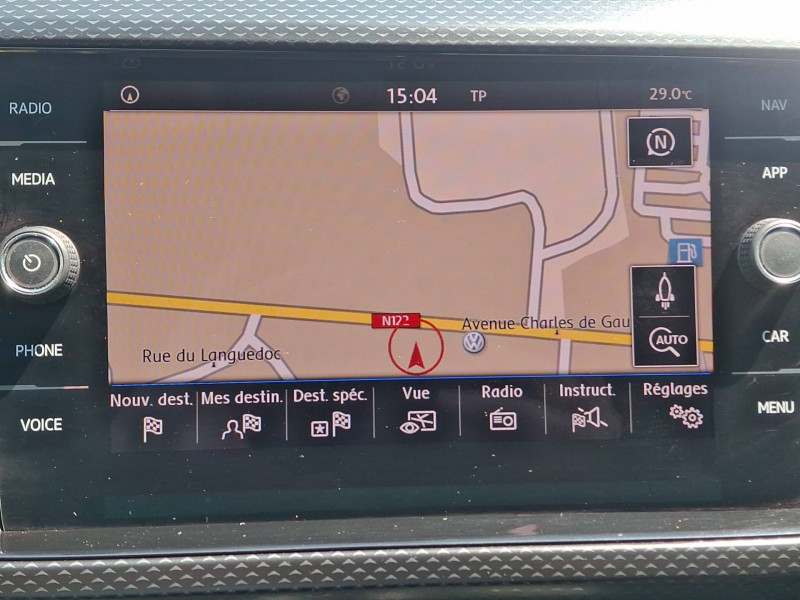 15:04 TP 29.0°C
RADIO
NAV
N
MEDIA
APP
N122
Avenue Charles de Gau
AUTO
Rue du Languedoc
PHONE
CAR
Nouv. dest. Mes destin. Dest. spéc. Vue Radio Instruct. Réglages
VOICE
MENU